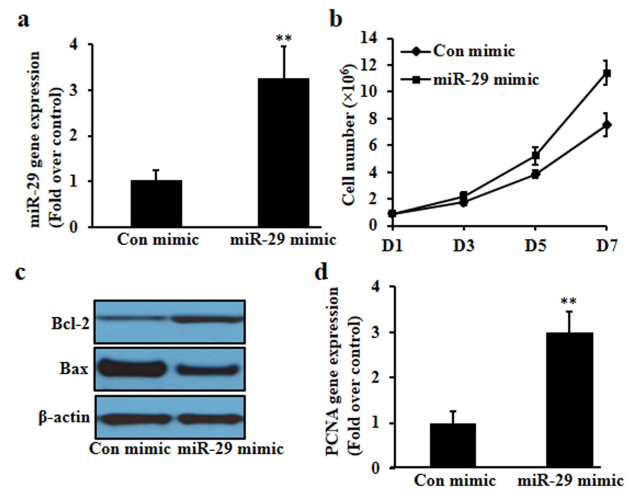 a
miR-29 gene expression
(Fold over control)
4
3
2
1
0
**
Con mimic miR-29 mimic
b
Cell number (×10⁶)
14
12
10
8
6
4
2
0
Con mimic
miR-29 mimic
D1 D3 D5 D7
c
Bcl-2
Bax
β-actin
Con mimic miR-29 mimic
d
PCNA gene expression
(Fold over control)
4
3
2
1
0
**
Con mimic miR-29 mimic